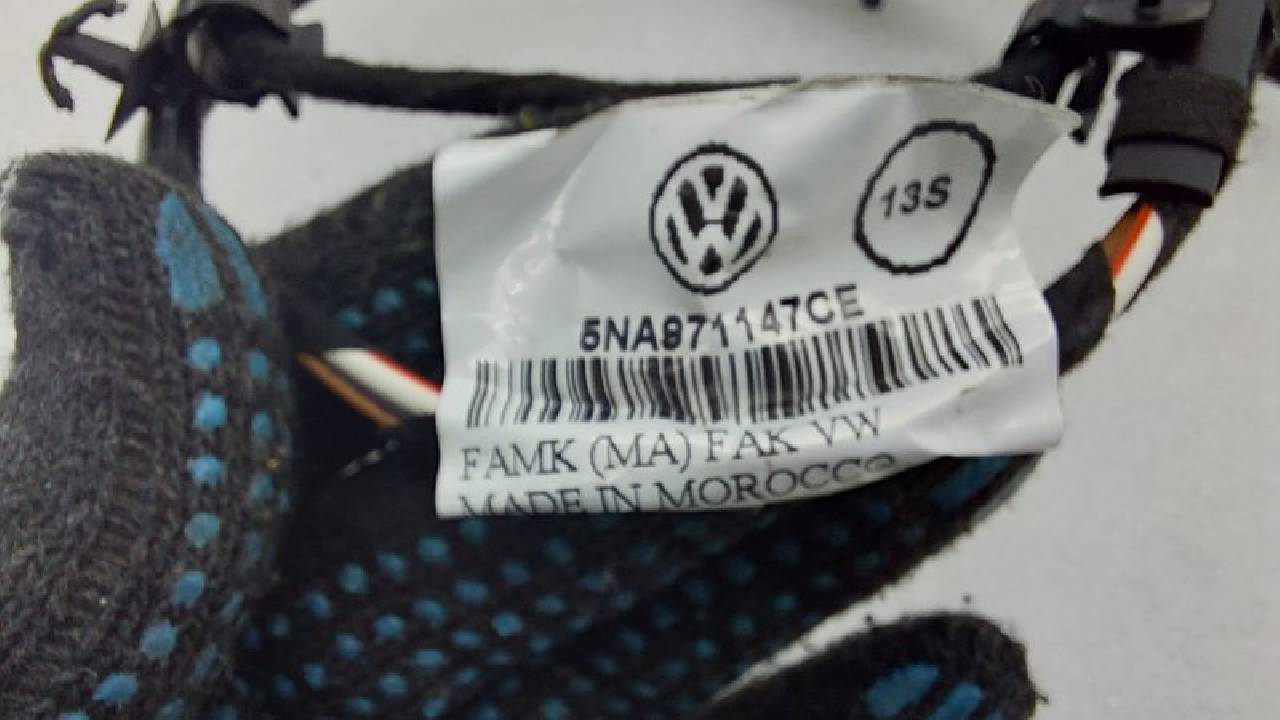 13S
5NA971147CE
FAMK (MA) FAK VW
MADE IN MOROCCO